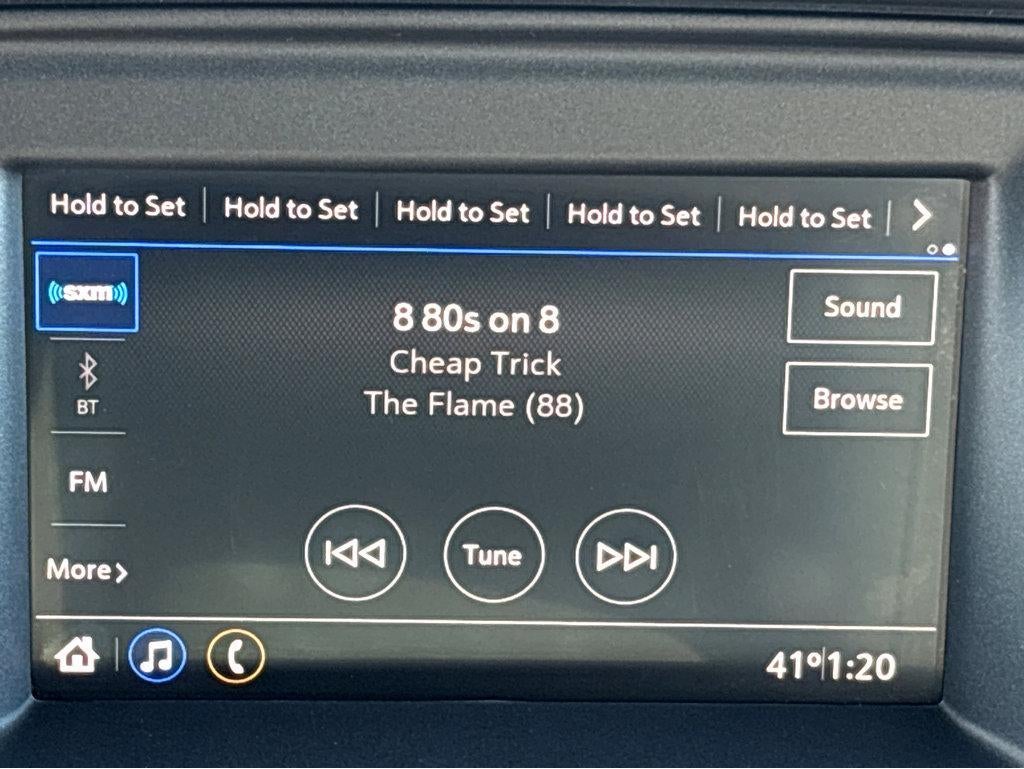 Hold to Set Hold to Set Hold to Set Hold to Set Hold to Set
sxm
8 80s on 8
Cheap Trick
The Flame (88)
Sound
Browse
BT
FM
More
Tune
41° 1:20